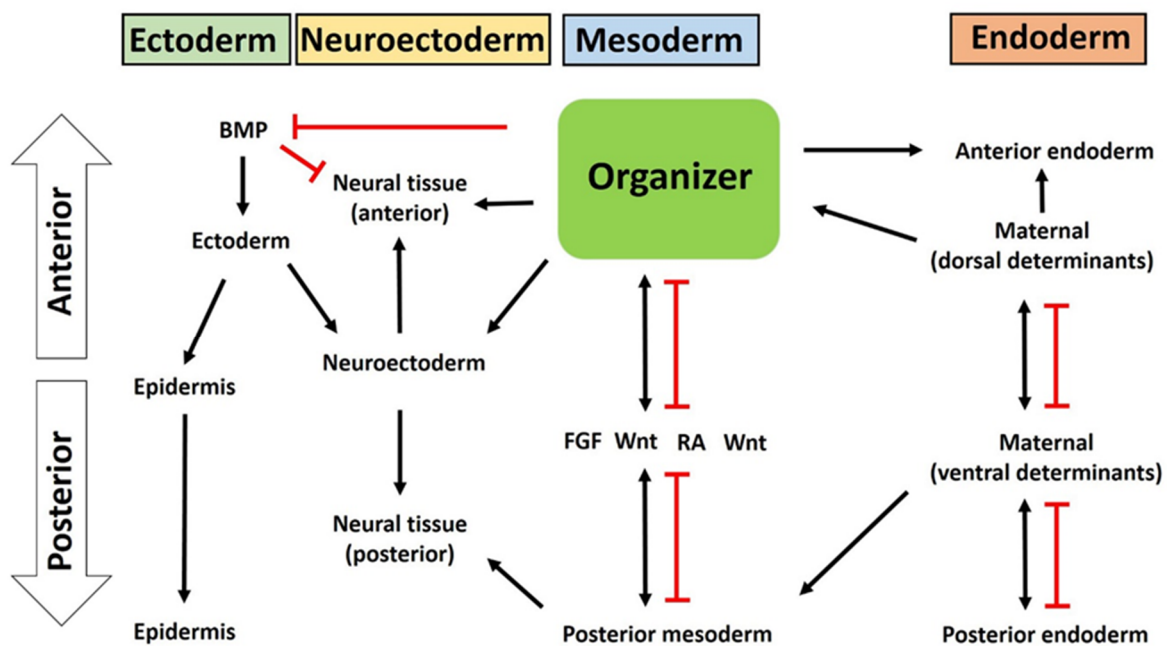 Ectoderm
Neuroectoderm
Mesoderm
Endoderm
Anterior
Posterior
BMP
Neural tissue
(anterior)
Organizer
Anterior endoderm
Ectoderm
Maternal
(dorsal determinants)
Neuroectoderm
Epidermis
FGF Wnt RA Wnt
Maternal
(ventral determinants)
Neural tissue
(posterior)
Epidermis
Posterior mesoderm
Posterior endoderm